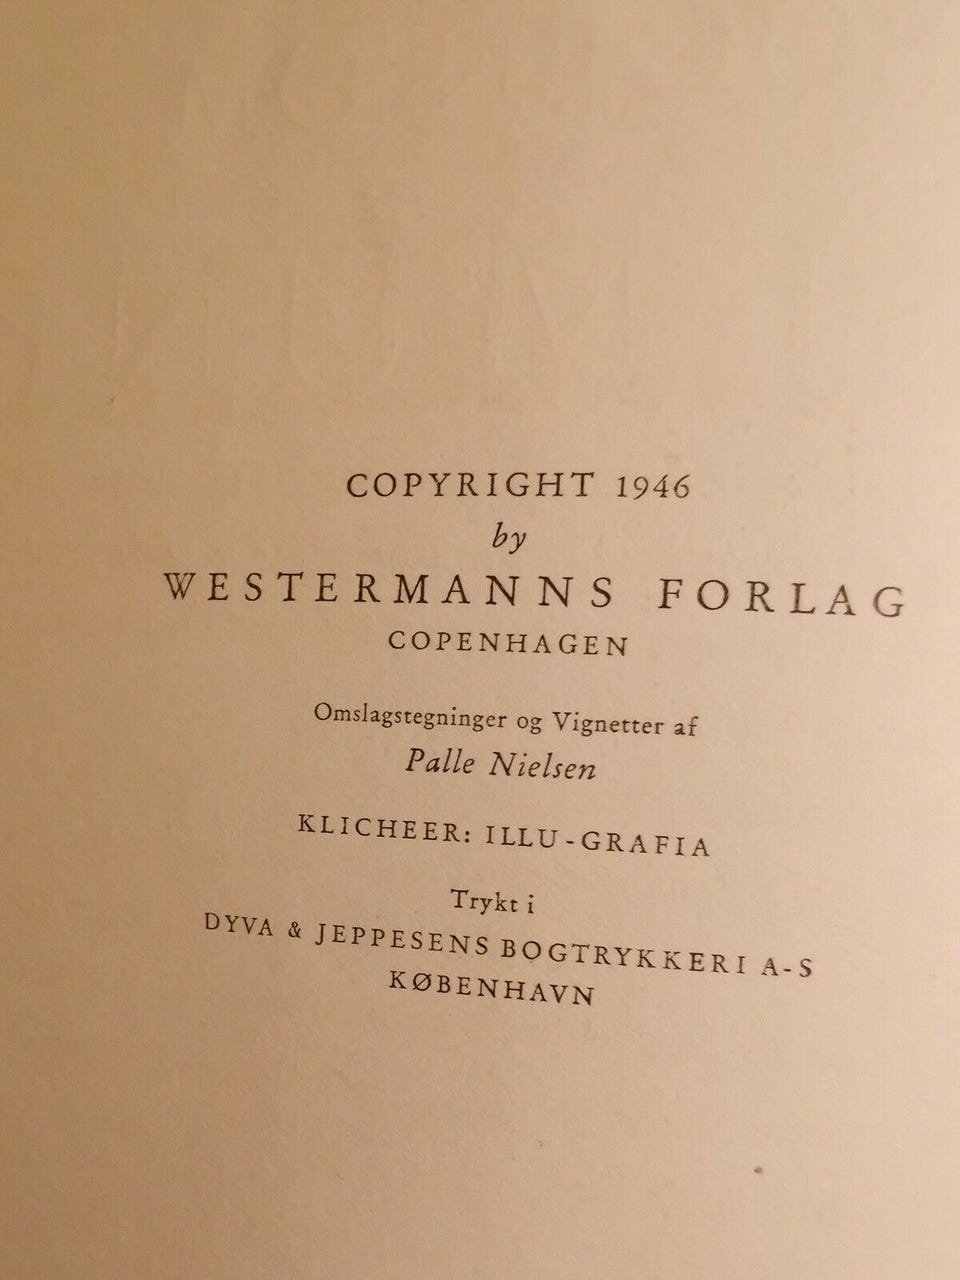 COPYRIGHT 1946
by
WESTERMANNS FORLAG
COPENHAGEN
Omslagstegninger og Vignetter af
Palle Nielsen
KLICHEER: ILLU-GRAFIA
Trykt i
DYVA & JEPPESENS BOGTRYKKERI A-S
KØBENHAVN